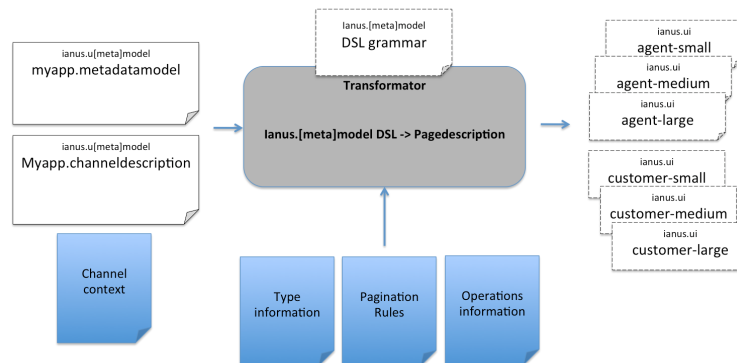 ianus.u[meta]model
myapp.metadatamodel
ianus.u[meta]model
Myapp.channeldescription
Channel
context
Ianus.[meta]model
DSL grammar
Transformator
Ianus.[meta]model DSL -> Pagedescription
Type
information
Pagination
Rules
Operations
information
ianus.ui
agent-small
ianus.ui
agent-medium
ianus.ui
agent-large
ianus.ui
customer-small
ianus.ui
customer-medium
ianus.ui
customer-large